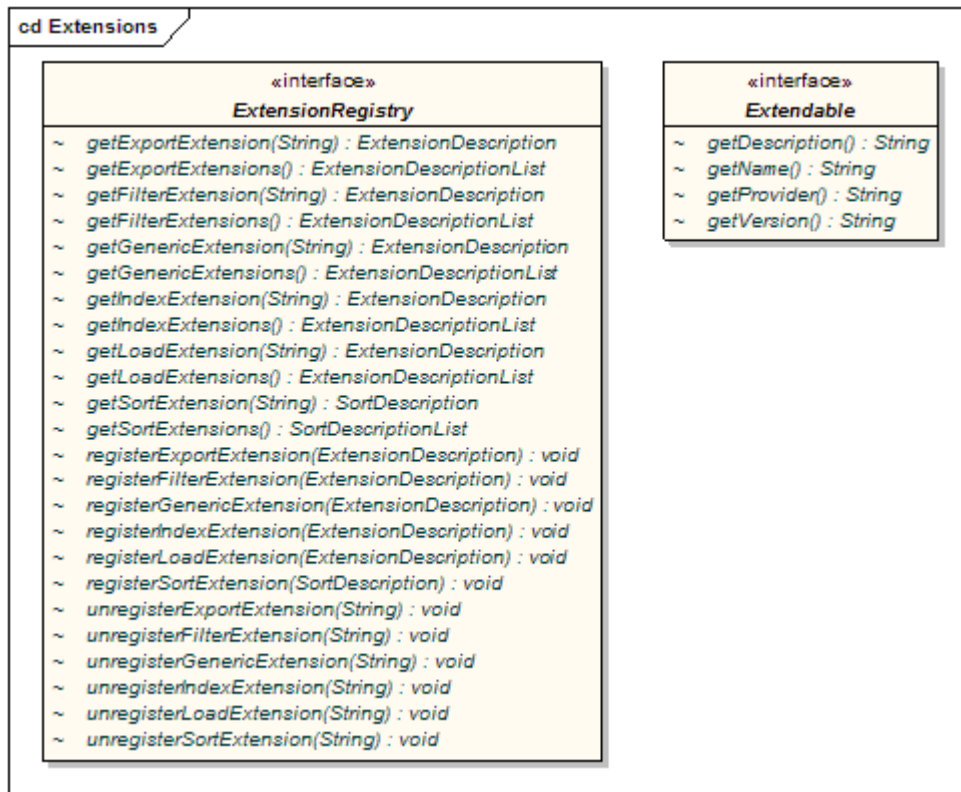 cd Extensions
«interface»
ExtensionRegistry
~ getExportExtension(String) : ExtensionDescription
~ getExportExtensions() : ExtensionDescriptionList
~ getFilterExtension(String) : ExtensionDescription
~ getFilterExtensions() : ExtensionDescriptionList
~ getGenericExtension(String) : ExtensionDescription
~ getGenericExtensions() : ExtensionDescriptionList
~ getIndexExtension(String) : ExtensionDescription
~ getIndexExtensions() : ExtensionDescriptionList
~ getLoadExtension(String) : ExtensionDescription
~ getLoadExtensions() : ExtensionDescriptionList
~ getSortExtension(String) : SortDescription
~ getSortExtensions() : SortDescriptionList
~ registerExportExtension(ExtensionDescription) : void
~ registerFilterExtension(ExtensionDescription) : void
~ registerGenericExtension(ExtensionDescription) : void
~ registerIndexExtension(ExtensionDescription) : void
~ registerLoadExtension(ExtensionDescription) : void
~ registerSortExtension(SortDescription) : void
~ unregisterExportExtension(String) : void
~ unregisterFilterExtension(String) : void
~ unregisterGenericExtension(String) : void
~ unregisterIndexExtension(String) : void
~ unregisterLoadExtension(String) : void
~ unregisterSortExtension(String) : void
«interface»
Extendable
~ getDescription() : String
~ getName() : String
~ getProvider() : String
~ getVersion() : String